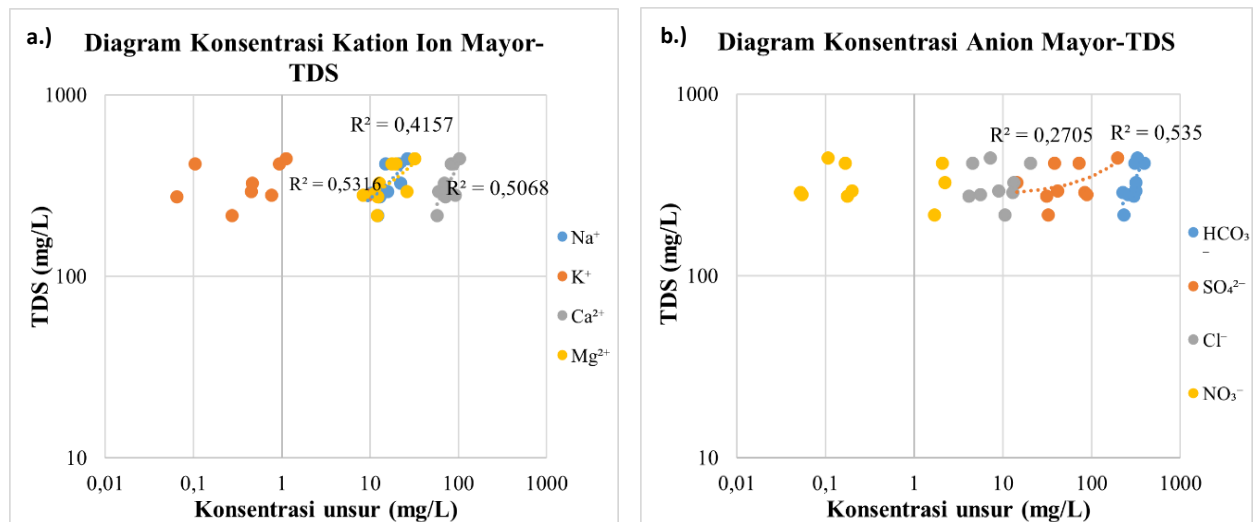 a.)
Diagram Konsentrasi Kation Ion Mayor-
TDS
1000
100
10
TDS (mg/L)
R² = 0,4157
R² = 0,5316
R² = 0,5068
0,01 0,1 1 10 100 1000
Konsentrasi unsur (mg/L)
Na⁺
K⁺
Ca²⁺
Mg²⁺
b.)
Diagram Konsentrasi Anion Mayor-TDS
1000
100
10
TDS (mg/L)
R² = 0,2705
R² = 0,535
0,01 0,1 1 10 100 1000
Konsentrasi unsur (mg/L)
HCO₃
⁻
SO₄²⁻
Cl⁻
NO₃⁻